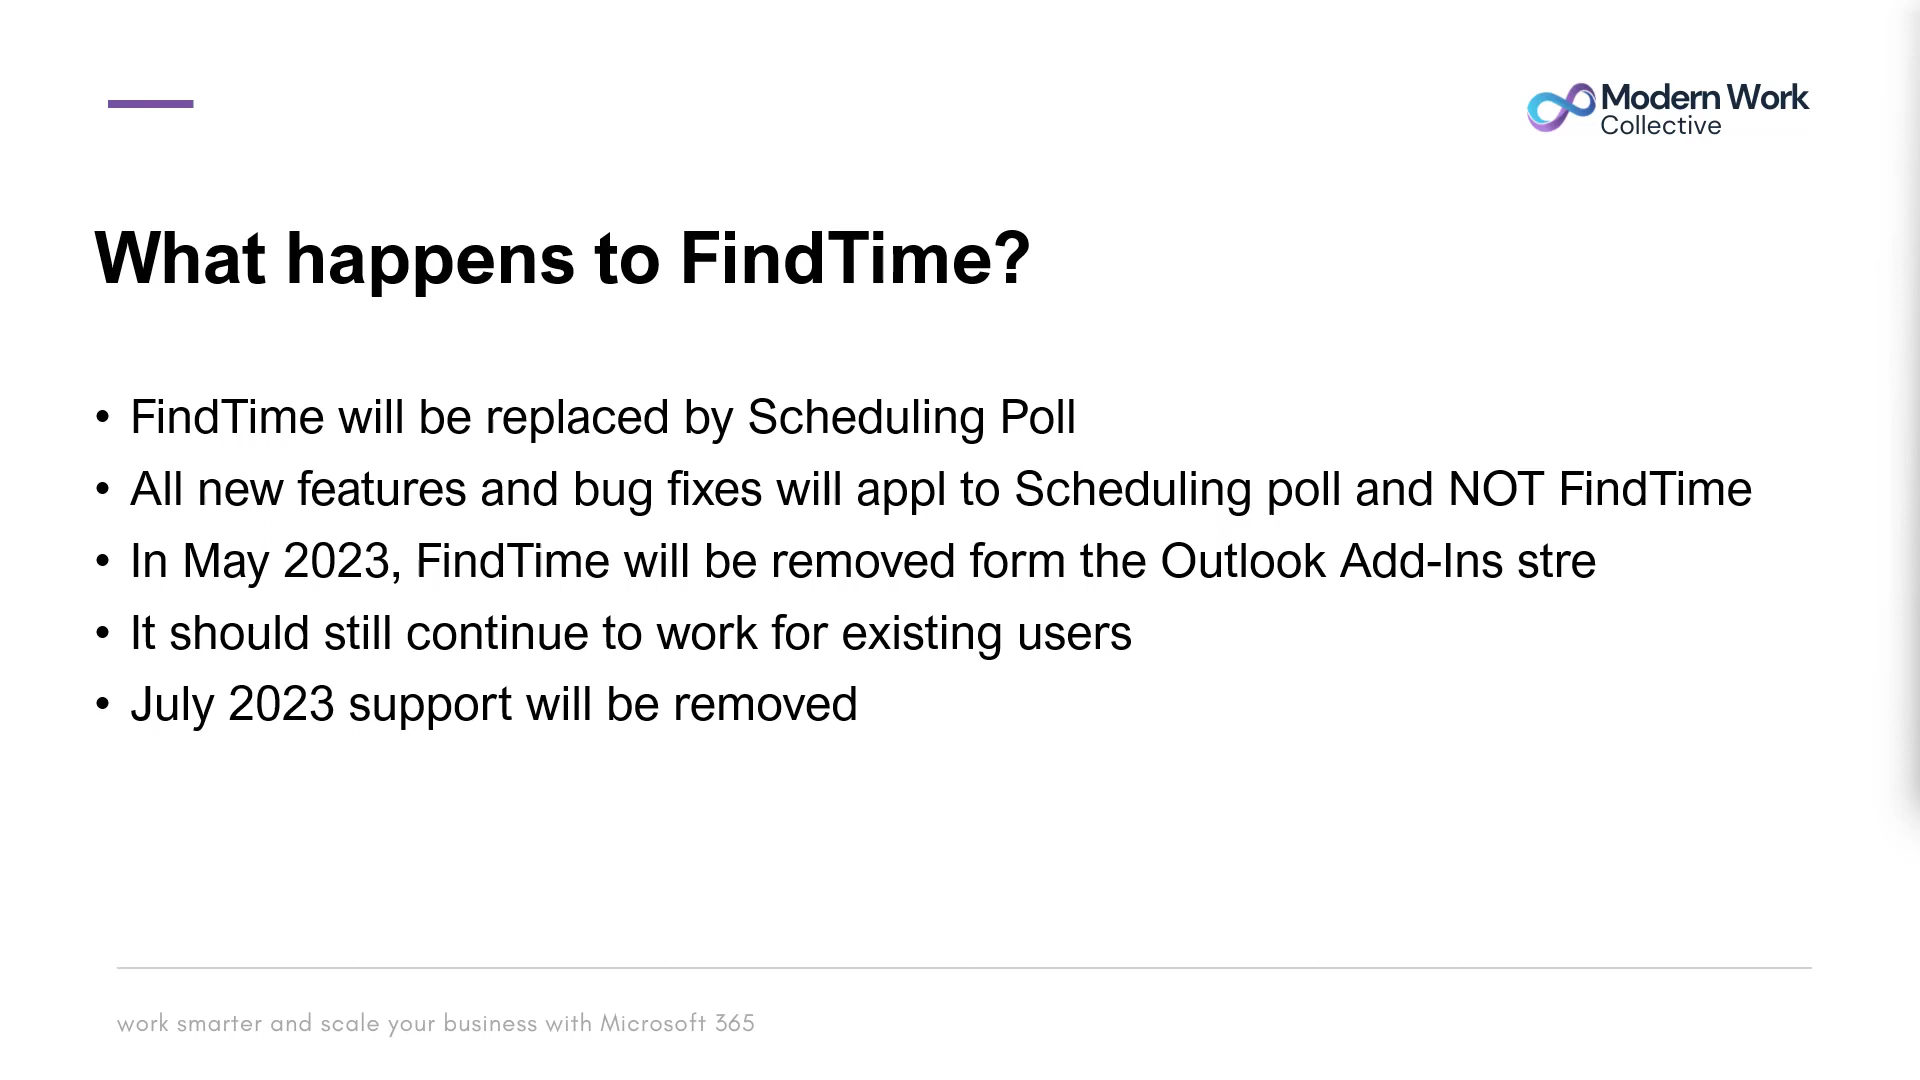 Modern Work
Collective
What happens to FindTime?
• FindTime will be replaced by Scheduling Poll
• All new features and bug fixes will appl to Scheduling poll and NOT FindTime
• In May 2023, FindTime will be removed form the Outlook Add-Ins stre
• It should still continue to work for existing users
• July 2023 support will be removed
work smarter and scale your business with Microsoft 365